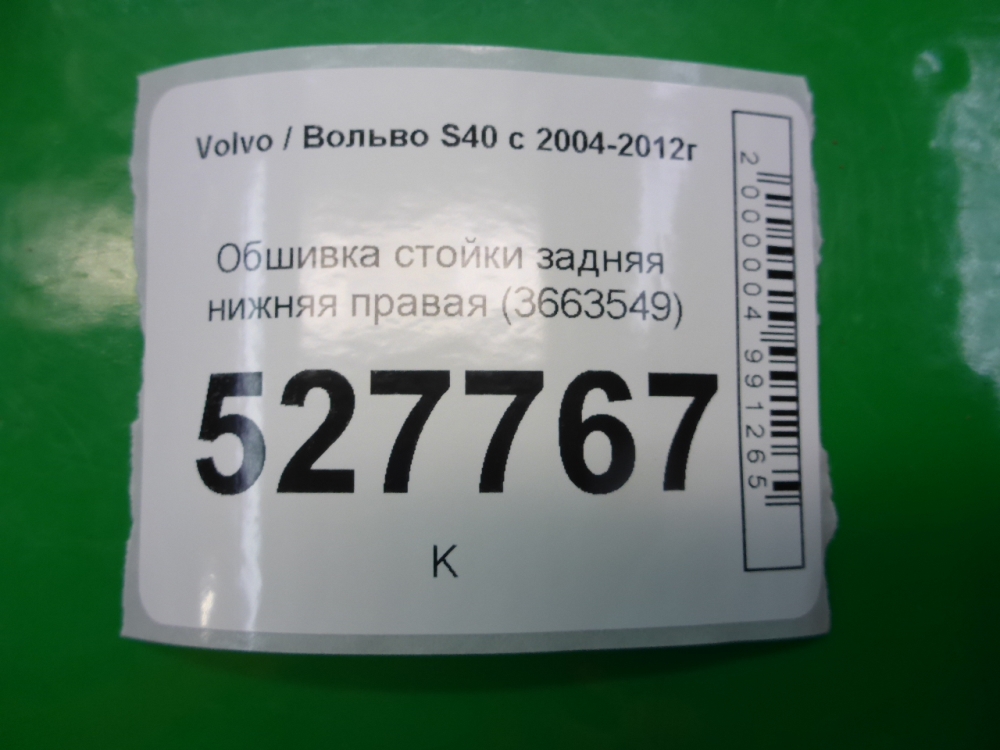 Volvo / Вольво S40 с 2004-2012г
Обшивка стойки задняя
нижняя правая (3663549)
527767
К
2000004991265